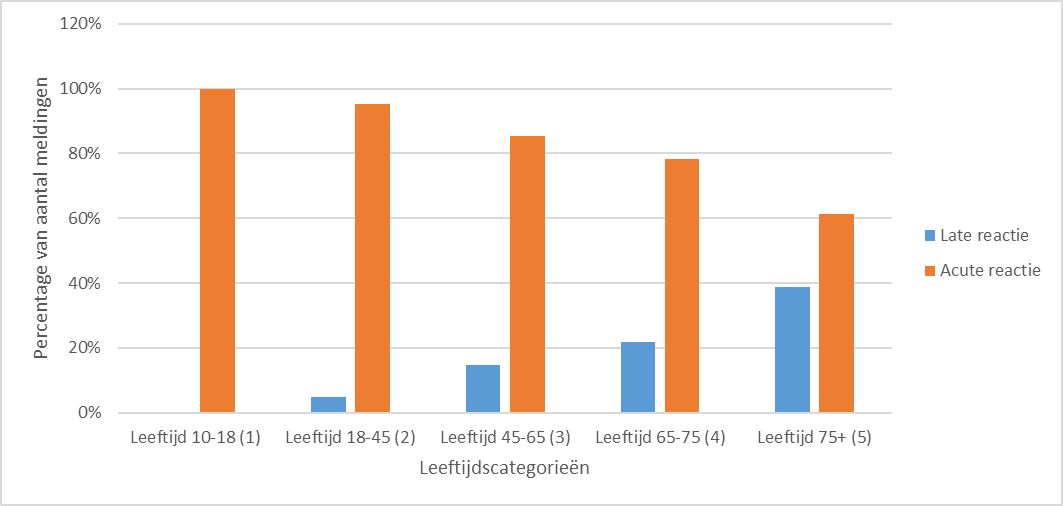 120%
100%
80%
60%
40%
20%
0%
Percentage van aantal meldingen
Leeftijd 10-18 (1)
Leeftijd 18-45 (2)
Leeftijd 45-65 (3)
Leeftijd 65-75 (4)
Leeftijd 75+ (5)
Leeftijdscategorieën
Late reactie
Acute reactie